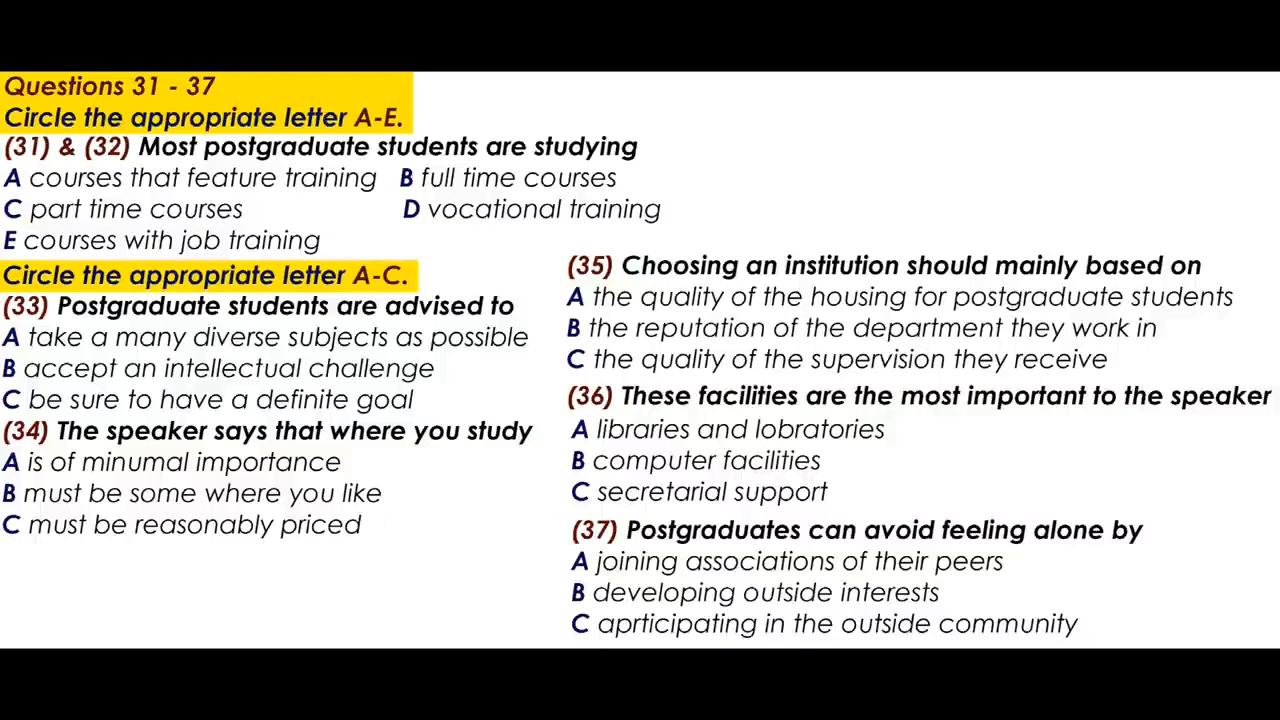 Questions 31 - 37
Circle the appropriate letter A-E.
(31) & (32) Most postgraduate students are studying
A courses that feature training B full time courses
C part time courses D vocational training
E courses with job training
Circle the appropriate letter A-C.
(33) Postgraduate students are advised to
A take a many diverse subjects as possible
B accept an intellectual challenge
C be sure to have a definite goal
(34) The speaker says that where you study
A is of minumal importance
B must be some where you like
C must be reasonably priced
(35) Choosing an institution should mainly based on
A the quality of the housing for postgraduate students
B the reputation of the department they work in
C the quality of the supervision they receive
(36) These facilities are the most important to the speaker
A libraries and lobratories
B computer facilities
C secretarial support
(37) Postgraduates can avoid feeling alone by
A joining associations of their peers
B developing outside interests
C aprticipating in the outside community